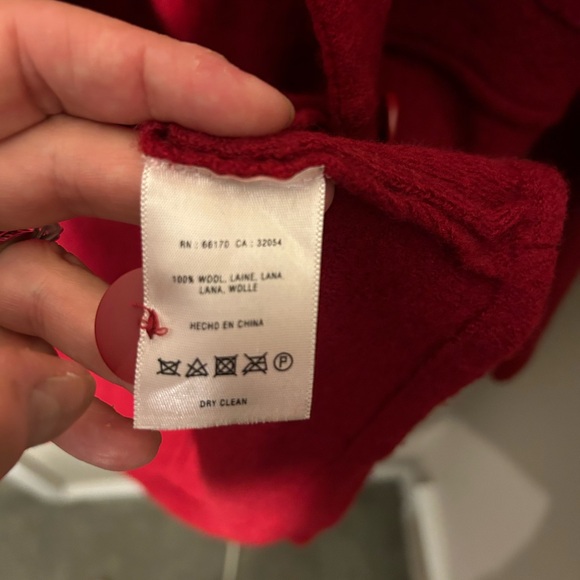 RN : 66170 CA : 32054
100% WOOL, LAINE, LANA.
LANA, WOLLE
HECHO EN CHINA
P
DRY CLEAN